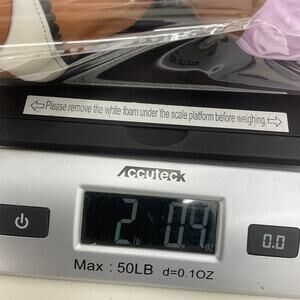 Please remove the white foam under the scale platform before weighing.
Accuteck
2 lb 0.4
0.0
Max : 50LB d=0.1OZ